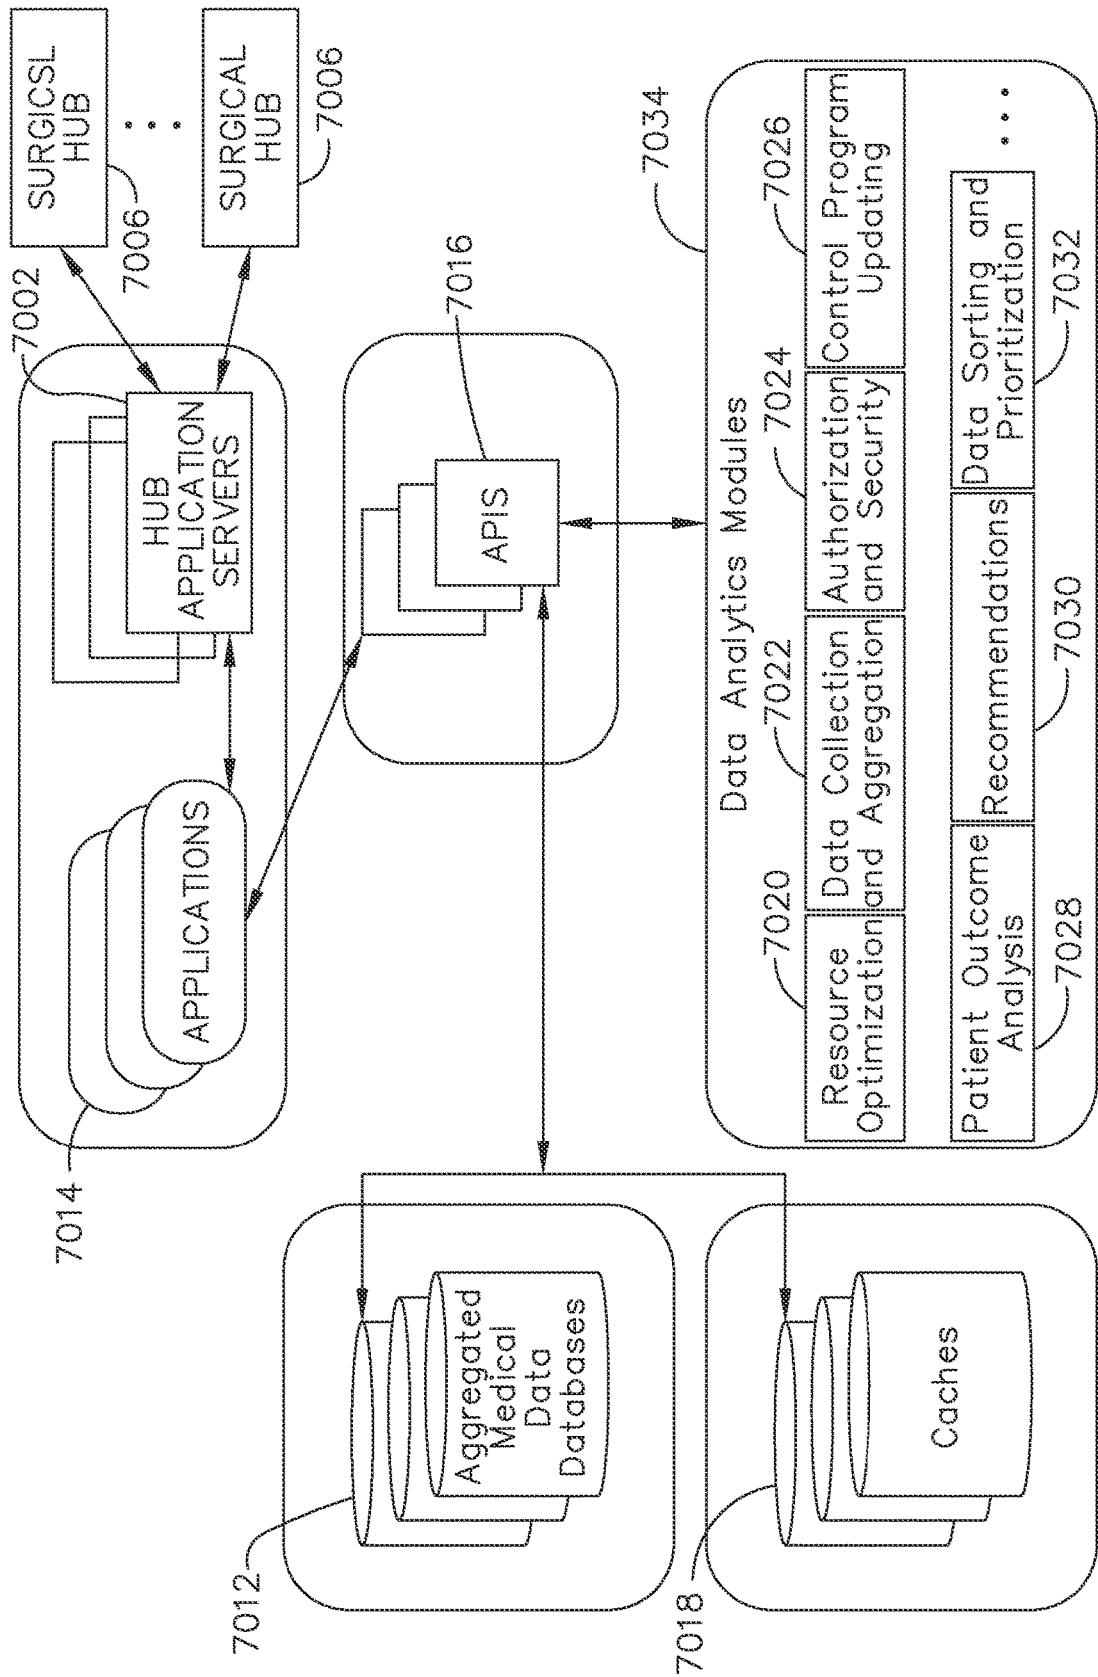 SURGICSL
HUB
7006
SURGICAL
HUB
7006
7002
HUB
APPLICATION
SERVERS
APPLICATIONS
7014
7016
APIS
7034
Data Analytics Modules
7020
Resource
Optimization
7022
Data Collection
and Aggregation
7024
Authorization
and Security
7026
Control Program
Updating
Patient Outcome
Analysis
7028
Recommendations
7030
Data Sorting and
Prioritization
7032
7012
Aggregated
Medical
Data
Databases
7018
Caches